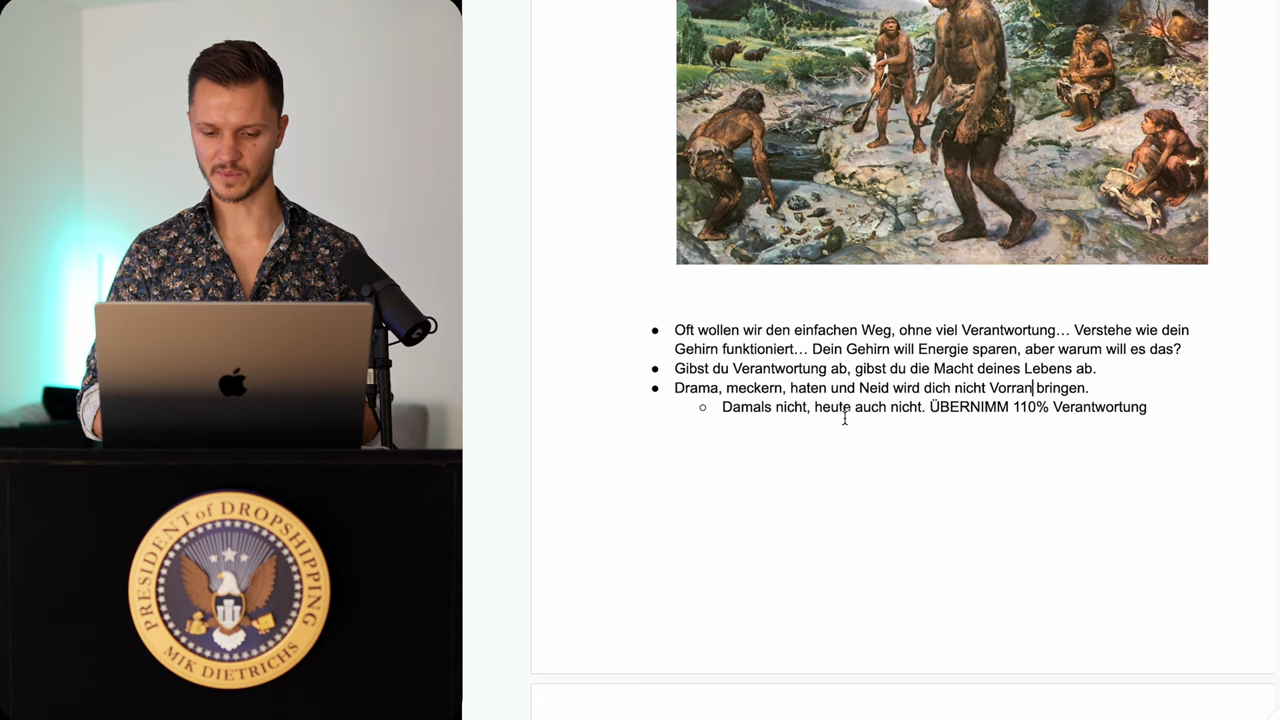 Oft wollen wir den einfachen Weg, ohne viel Verantwortung… Verstehe wie dein
Gehirn funktioniert… Dein Gehirn will Energie sparen, aber warum will es das?
Gibst du Verantwortung ab, gibst du die Macht deines Lebens ab.
Drama, meckern, haten und Neid wird dich nicht Vorran bringen.
Damals nicht, heute auch nicht. ÜBERNIMM 110% Verantwortung
PRESIDENT of DROPSHIPPING
MIK DIETRICHS